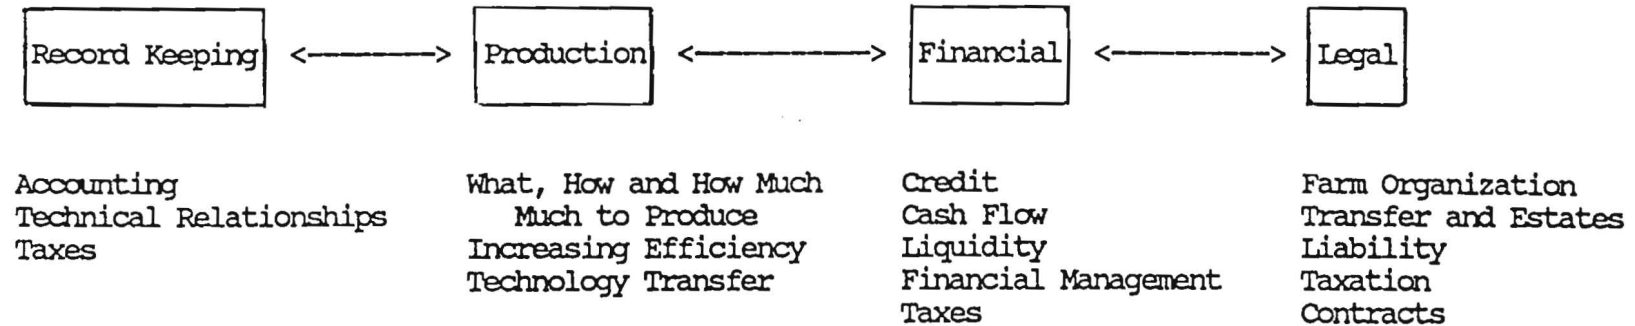 Record Keeping <--------> Production <----------> Financial <---------> Legal
Accounting
Technical Relationships
Taxes
What, How and How Much
Much to Produce
Increasing Efficiency
Technology Transfer
Credit
Cash Flow
Liquidity
Financial Management
Taxes
Farm Organization
Transfer and Estates
Liability
Taxation
Contracts